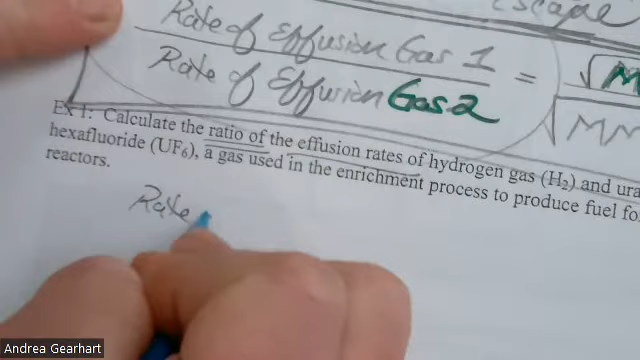 escape
Rate of Effusion Gas 1
Rate of Effusion Gas 2
=
√M
√MM
Ex 1: Calculate the ratio of the effusion rates of hydrogen gas (H₂) and ura
hexafluoride (UF₆), a gas used in the enrichment process to produce fuel fo
reactors.
Rate
Andrea Gearhart